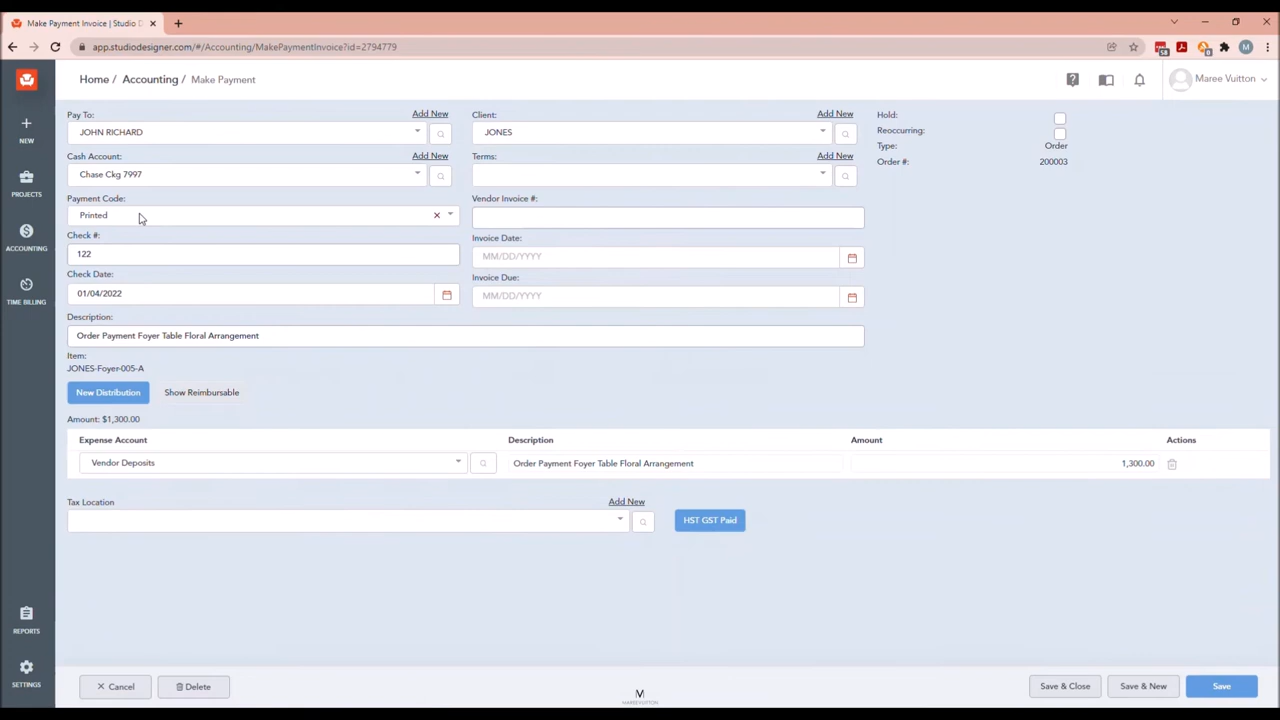 Make Payment Invoice | Studio D
app.studiodesigner.com/#/Accounting/MakePaymentInvoice?id=2794779
58
0
M
Home / Accounting / Make Payment
Maree Vuitton
NEW
PROJECTS
ACCOUNTING
TIME BILLING
REPORTS
SETTINGS
Pay To: Add New
JOHN RICHARD
Client: Add New
JONES
Hold:
Reoccurring:
Type: Order
Order #: 200003
Cash Account: Add New
Chase Ckg 7997
Terms: Add New
Payment Code:
Printed
Vendor Invoice #:
Check #:
122
Invoice Date:
MM/DD/YYYY
Check Date:
01/04/2022
Invoice Due:
MM/DD/YYYY
Description:
Order Payment Foyer Table Floral Arrangement
Item:
JONES-Foyer-005-A
New Distribution Show Reimbursable
Amount: $1,300.00
Expense Account Description Amount Actions
Vendor Deposits Order Payment Foyer Table Floral Arrangement 1,300.00
Tax Location Add New
HST GST Paid
Cancel Delete Save & Close Save & New Save
M
MAREEVUITTON